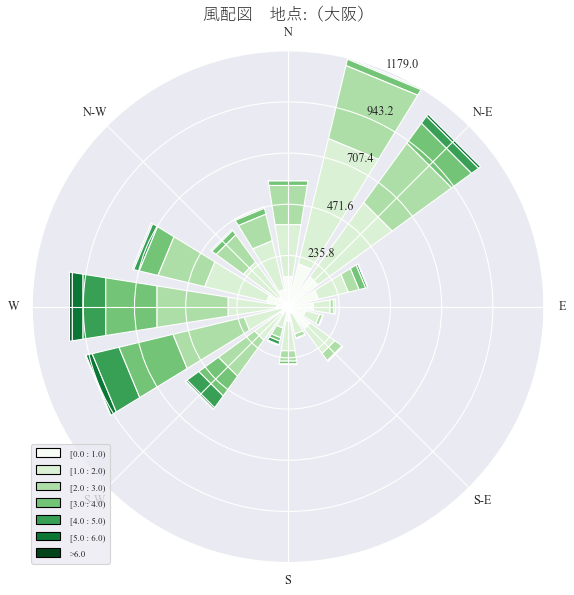 風配図　地点:（大阪）
N
1179.0
N-W
943.2
N-E
707.4
471.6
235.8
W
E
[0.0 : 1.0)
[1.0 : 2.0)
[2.0 : 3.0)
S-W
[3.0 : 4.0)
[4.0 : 5.0)
[5.0 : 6.0)
>6.0
S-E
S